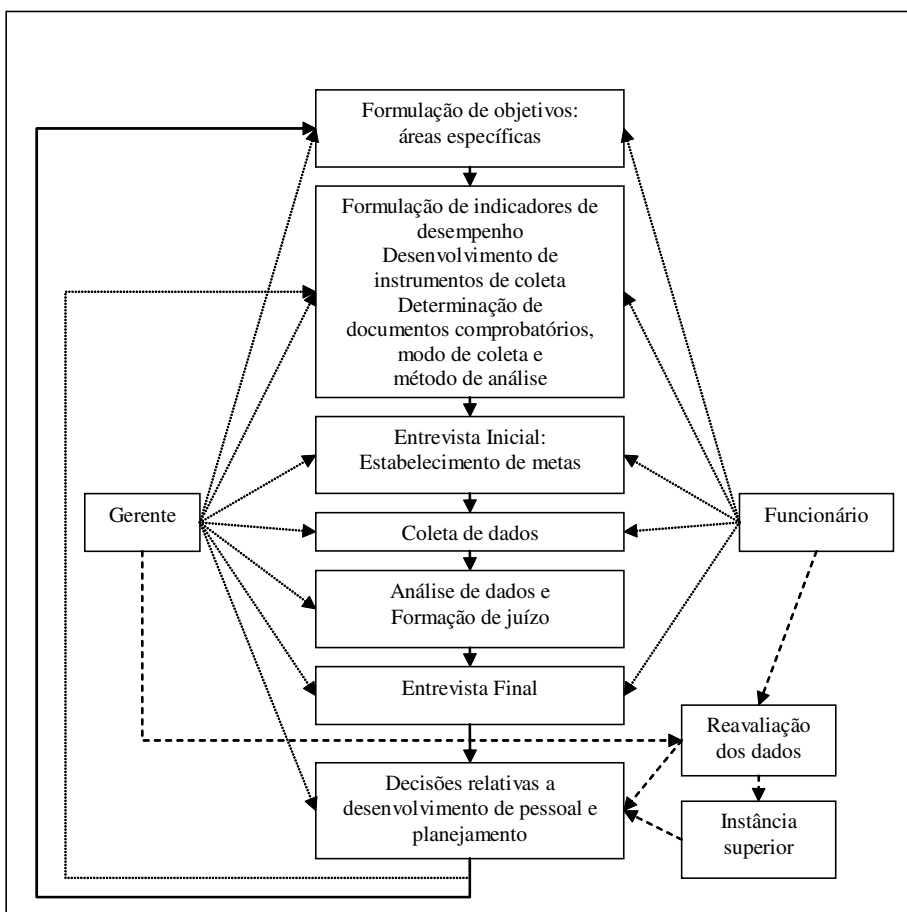 Formulação de objetivos:
áreas específicas
Formulação de indicadores de
desempenho
Desenvolvimento de
instrumentos de coleta
Determinação de
documentos comprobatórios,
modo de coleta e
método de análise
Entrevista Inicial:
Estabelecimento de metas
Gerente
Coleta de dados
Funcionário
Análise de dados e
Formação de juízo
Entrevista Final
Reavaliação
dos dados
Decisões relativas a
desenvolvimento de pessoal e
planejamento
Instância
superior